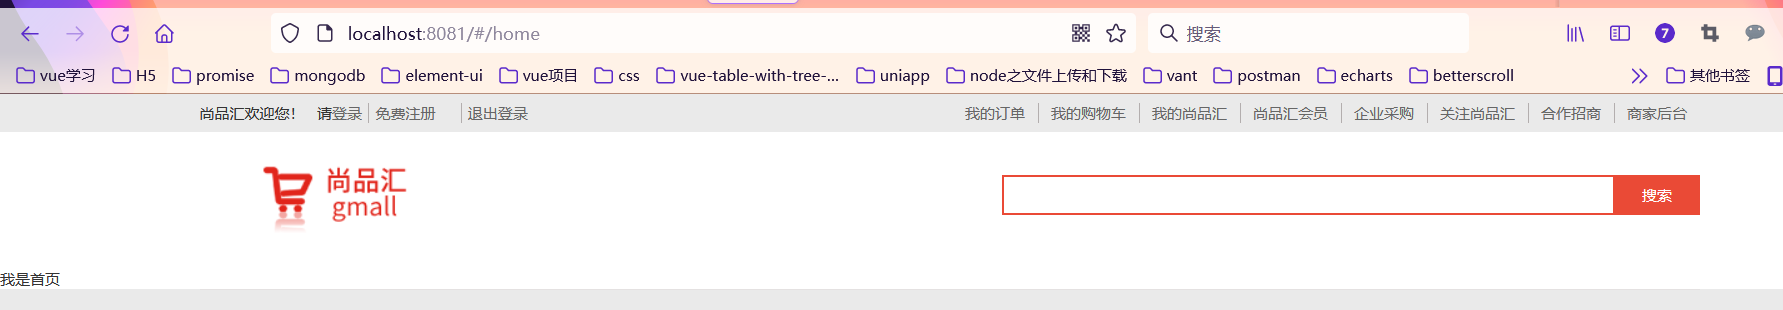 localhost:8081/#/home 搜索 7
vue学习 H5 promise mongodb element-ui vue项目 css vue-table-with-tree-... uniapp node之文件上传和下载 vant postman echarts betterscroll 其他书签
尚品汇欢迎您! 请登录 免费注册 退出登录 我的订单 我的购物车 我的尚品汇 尚品汇会员 企业采购 关注尚品汇 合作招商 商家后台
尚品汇
gmall
搜索
我是首页